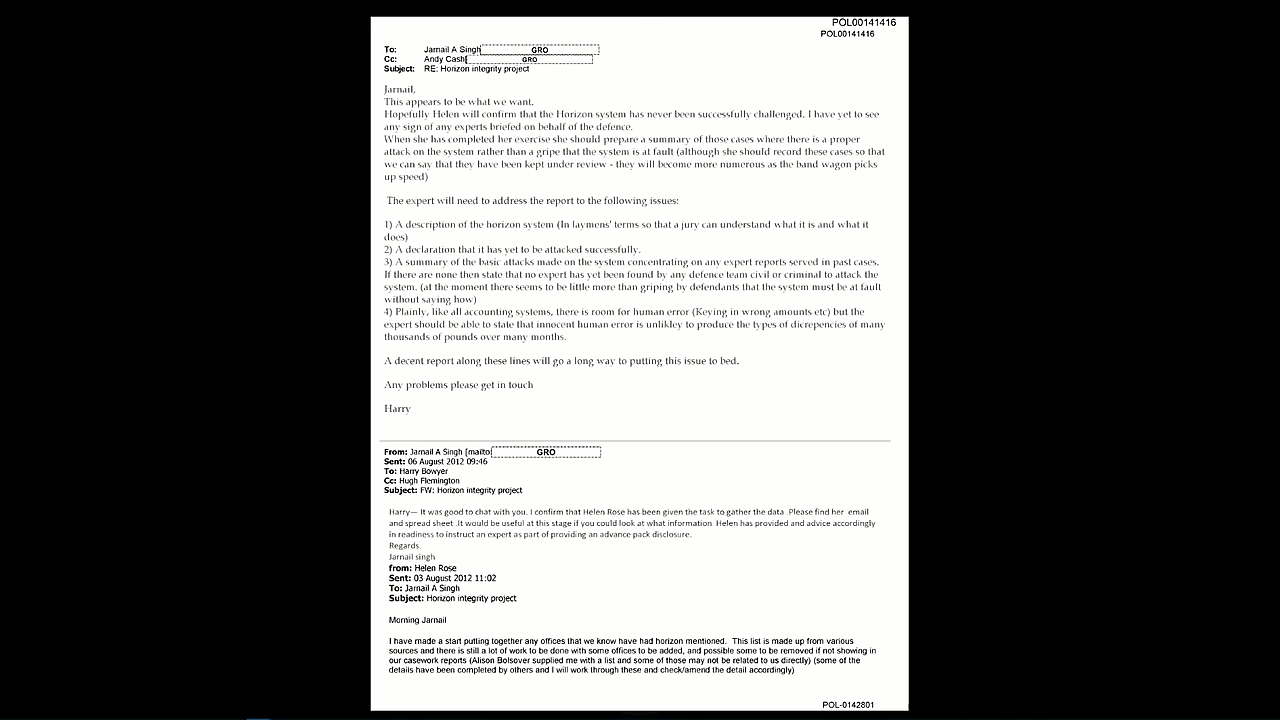 POL00141416
POL00141416
To: Jarnail A Singh GRO
Cc: Andy Cash GRO
Subject: RE: Horizon integrity project
Jarnail,
This appears to be what we want.
Hopefully Helen will confirm that the Horizon system has never been successfully challenged. I have yet to see
any sign of any experts briefed on behalf of the defence.
When she has completed her exercise she should prepare a summary of those cases where there is a proper
attack on the system rather than a gripe that the system is at fault (although she should record these cases so that
we can say that they have been kept under review - they will become more numerous as the band wagon picks
up speed)
The expert will need to address the report to the following issues:
1) A description of the horizon system (In laymens' terms so that a jury can understand what it is and what it
does)
2) A declaration that it has yet to be attacked successfully.
3) A summary of the basic attacks made on the system concentrating on any expert reports served in past cases.
If there are none then state that no expert has yet been found by any defence team civil or criminal to attack the
system. (at the moment there seems to be little more than griping by defendants that the system must be at fault
without saying how)
4) Plainly, like all accounting systems, there is room for human error (Keying in wrong amounts etc) but the
expert should be able to state that innocent human error is unlikley to produce the types of dicrepencies of many
thousands of pounds over many months.
A decent report along these lines will go a long way to putting this issue to bed.
Any problems please get in touch
Harry
From: Jarnail A Singh [mailto: GRO
Sent: 06 August 2012 09:46
To: Harry Bowyer
Cc: Hugh Flemington
Subject: FW: Horizon integrity project
Harry— It was good to chat with you. I confirm that Helen Rose has been given the task to gather the data .Please find her email
and spread sheet .It would be useful at this stage if you could look at what information Helen has provided and advice accordingly
in readiness to instruct an expert as part of providing an advance pack disclosure.
Regards.
Jarnail singh
from: Helen Rose
Sent: 03 August 2012 11:02
To: Jarnail A Singh
Subject: Horizon integrity project
Morning Jarnail
I have made a start putting together any offices that we know have had horizon mentioned. This list is made up from various
sources and there is still a lot of work to be done with some offices to be added, and possible some to be removed if not showing in
our casework reports (Alison Bolsover supplied me with a list and some of those may not be related to us directly) (some of the
details have been completed by others and I will work through these and check/amend the detail accordingly)
POL-0142801